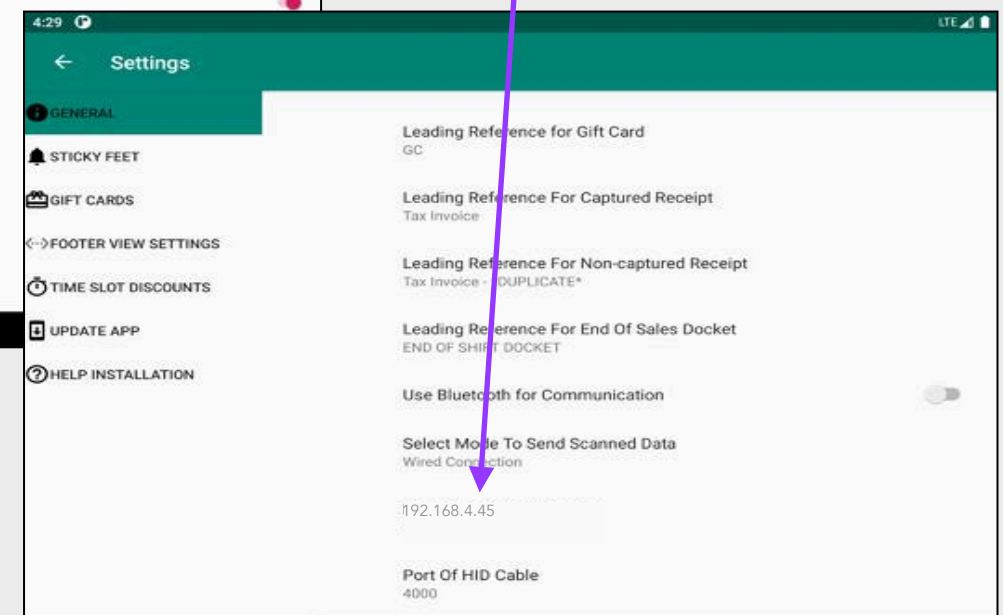 4:29
LTE
Settings
GENERAL
STICKY FEET
GIFT CARDS
FOOTER VIEW SETTINGS
TIME SLOT DISCOUNTS
UPDATE APP
HELP INSTALLATION
Leading Reference for Gift Card
GC
Leading Reference For Captured Receipt
Tax Invoice
Leading Reference For Non-captured Receipt
Tax Invoice - *DUPLICATE*
Leading Reference For End Of Sales Docket
END OF SHIFT DOCKET
Use Bluetooth for Communication
Select Mode To Send Scanned Data
Wired Connection
192.168.4.45
Port Of HID Cable
4000